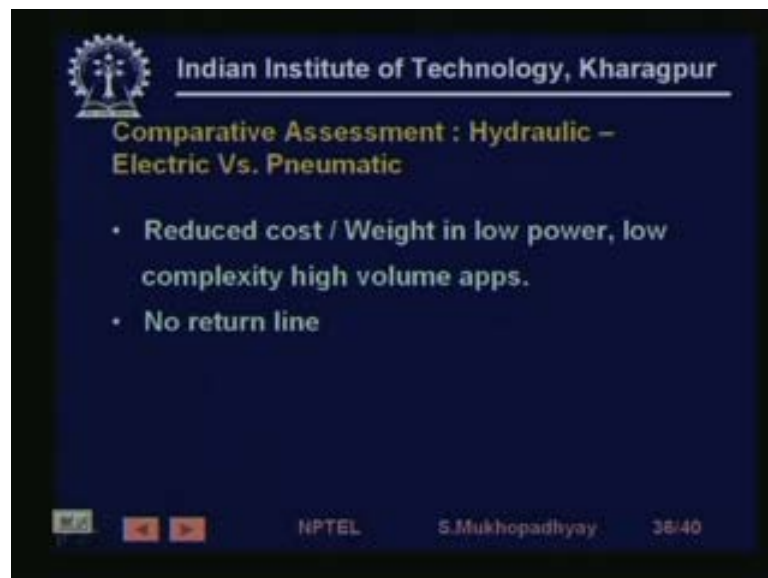 Indian Institute of Technology, Kharagpur
Comparative Assessment : Hydraulic –
Electric Vs. Pneumatic
• Reduced cost / Weight in low power, low
complexity high volume apps.
• No return line
NPTEL S.Mukhopadhyay 36/40